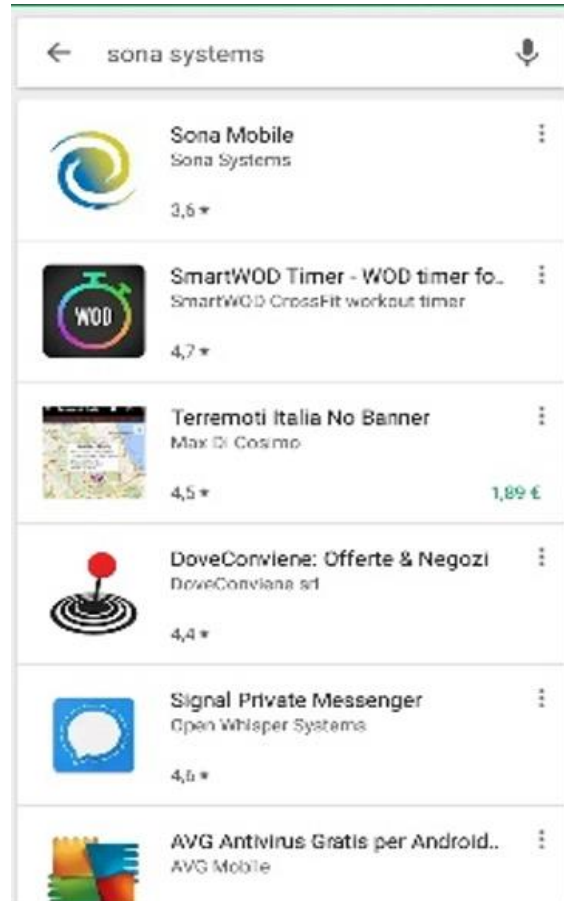 sona systems
Sona Mobile
Sona Systems
3,6 ★
WOD
SmartWOD Timer - WOD timer fo..
SmartWOD CrossFit workout timer
4,7 ★
Terremoti Italia No Banner
Max Di Cosimo
4,5 ★ 1,89 €
DoveConviene: Offerte & Negozi
DoveConviene srl
4,4 ★
Signal Private Messenger
Open Whisper Systems
4,6 ★
AVG Antivirus Gratis per Android..
AVG Mobile